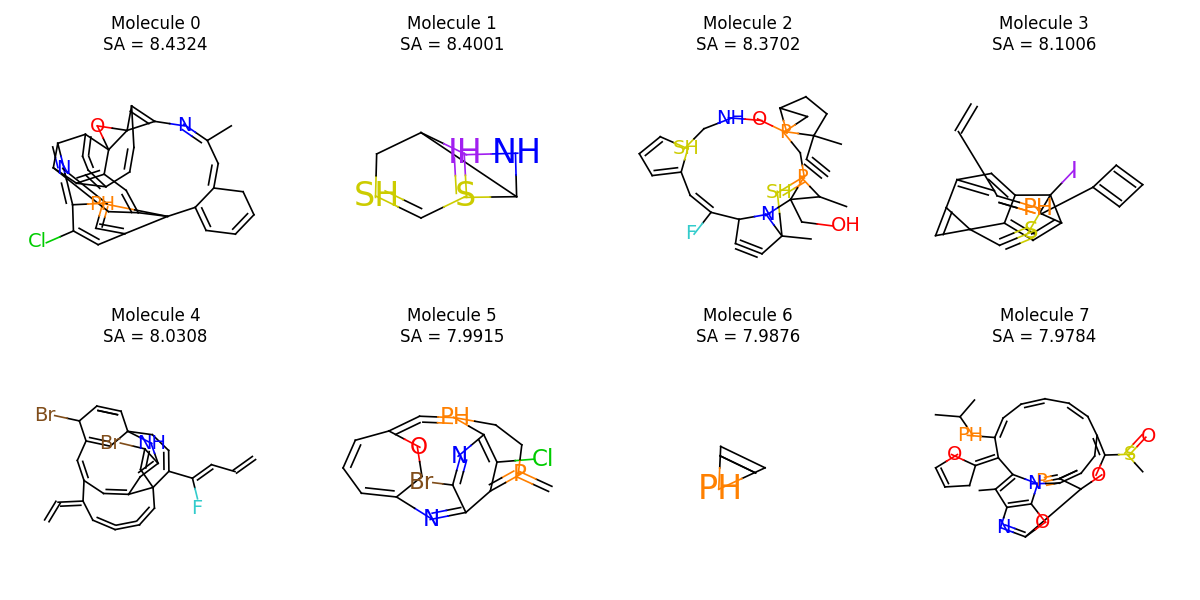 Molecule 0
SA = 8.4324
Molecule 1
SA = 8.4001
Molecule 2
SA = 8.3702
Molecule 3
SA = 8.1006
O
N
N
PH
Cl
IH
NH
SH
S
NH
O
P
SH
P
SH
N
F
OH
I
PH
S
Molecule 4
SA = 8.0308
Molecule 5
SA = 7.9915
Molecule 6
SA = 7.9876
Molecule 7
SA = 7.9784
Br
Br
NH
F
PH
O
N
Cl
Br
P
N
PH
PH
O
O
S
O
N
N
O